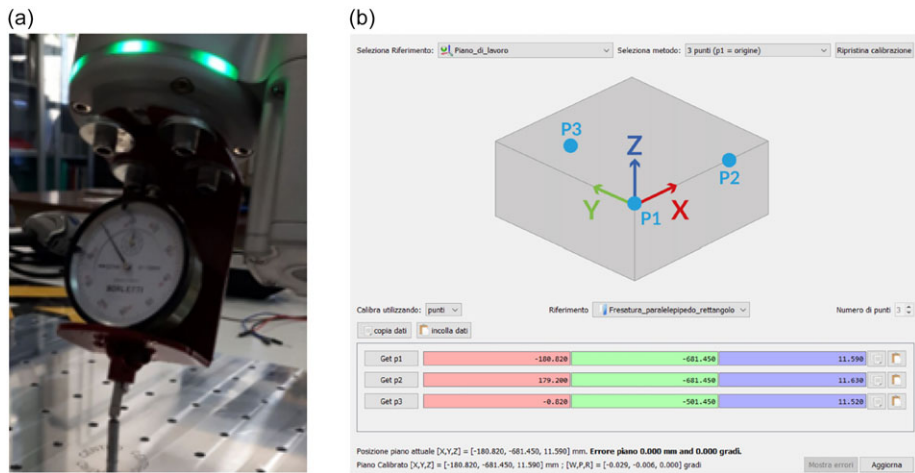 (a)
(b)
BORLETTI
Seleziona Riferimento: Piano_di_lavoro Seleziona metodo: 3 punti (p1 = origine) Ripristina calibrazione
P3
Z
P2
Y
P1
X
Calibra utilizzando: punti Riferimento Fresatura_paralelepipedo_rettangolo Numero di punti 3
copia dati incolla dati
Get p1 -180.820 -681.450 11.590
Get p2 179.200 -681.450 11.630
Get p3 -0.820 -501.450 11.520
Posizione piano attuale [X,Y,Z] = [-180.820, -681.450, 11.590] mm. Errore piano 0.000 mm and 0.000 gradi.
Piano Calibrato [X,Y,Z] = [-180.820, -681.450, 11.590] mm ; [W,P,R] = [-0.029, -0.006, 0.000] gradi
Mostra errori Aggiorna